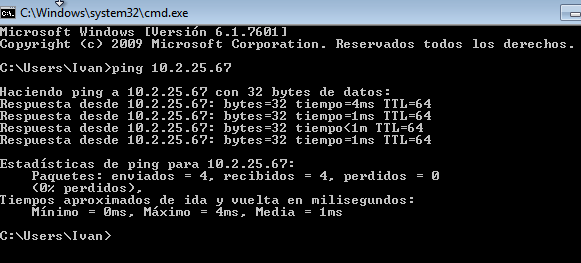 C:\Windows\system32\cmd.exe
Microsoft Windows [Versión 6.1.7601]
Copyright (c) 2009 Microsoft Corporation. Reservados todos los derechos.
C:\Users\Ivan>ping 10.2.25.67
Haciendo ping a 10.2.25.67 con 32 bytes de datos:
Respuesta desde 10.2.25.67: bytes=32 tiempo=4ms TTL=64
Respuesta desde 10.2.25.67: bytes=32 tiempo=1ms TTL=64
Respuesta desde 10.2.25.67: bytes=32 tiempo<1m TTL=64
Respuesta desde 10.2.25.67: bytes=32 tiempo=1ms TTL=64
Estadísticas de ping para 10.2.25.67:
Paquetes: enviados = 4, recibidos = 4, perdidos = 0
(0% perdidos),
Tiempos aproximados de ida y vuelta en milisegundos:
Mínimo = 0ms, Máximo = 4ms, Media = 1ms
C:\Users\Ivan>